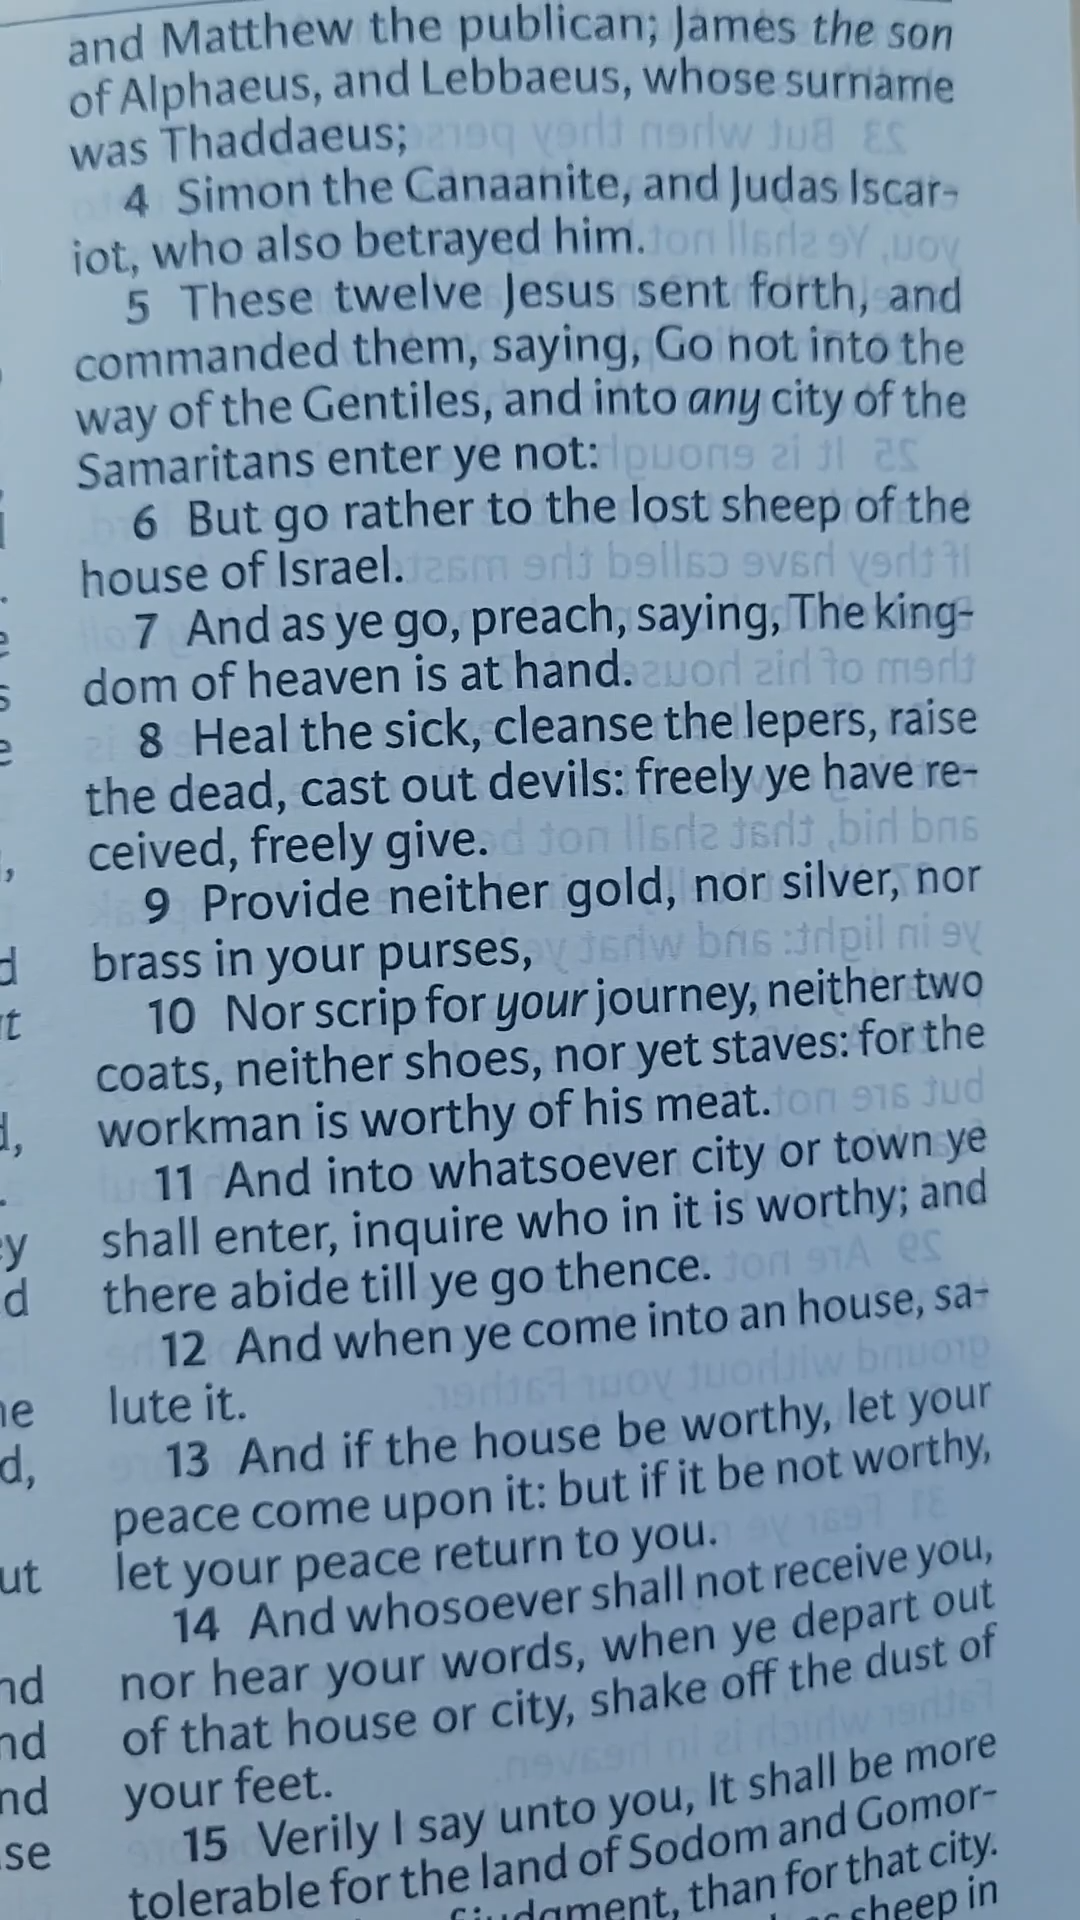 and Matthew the publican; James the son
of Alphaeus, and Lebbaeus, whose surname
was Thaddaeus;
4 Simon the Canaanite, and Judas Iscar-
iot, who also betrayed him.
5 These twelve Jesus sent forth, and
commanded them, saying, Go not into the
way of the Gentiles, and into any city of the
Samaritans enter ye not:
6 But go rather to the lost sheep of the
house of Israel.
7 And as ye go, preach, saying, The king-
dom of heaven is at hand.
8 Heal the sick, cleanse the lepers, raise
the dead, cast out devils: freely ye have re-
ceived, freely give.
9 Provide neither gold, nor silver, nor
brass in your purses,
10 Nor scrip for your journey, neither two
coats, neither shoes, nor yet staves: for the
workman is worthy of his meat.
11 And into whatsoever city or town ye
shall enter, inquire who in it is worthy; and
there abide till ye go thence.
12 And when ye come into an house, sa-
lute it.
13 And if the house be worthy, let your
peace come upon it: but if it be not worthy,
let your peace return to you.
14 And whosoever shall not receive you,
nor hear your words, when ye depart out
of that house or city, shake off the dust of
your feet.
15 Verily I say unto you, It shall be more
tolerable for the land of Sodom and Gomor-
judgment, than for that city.
sheep in